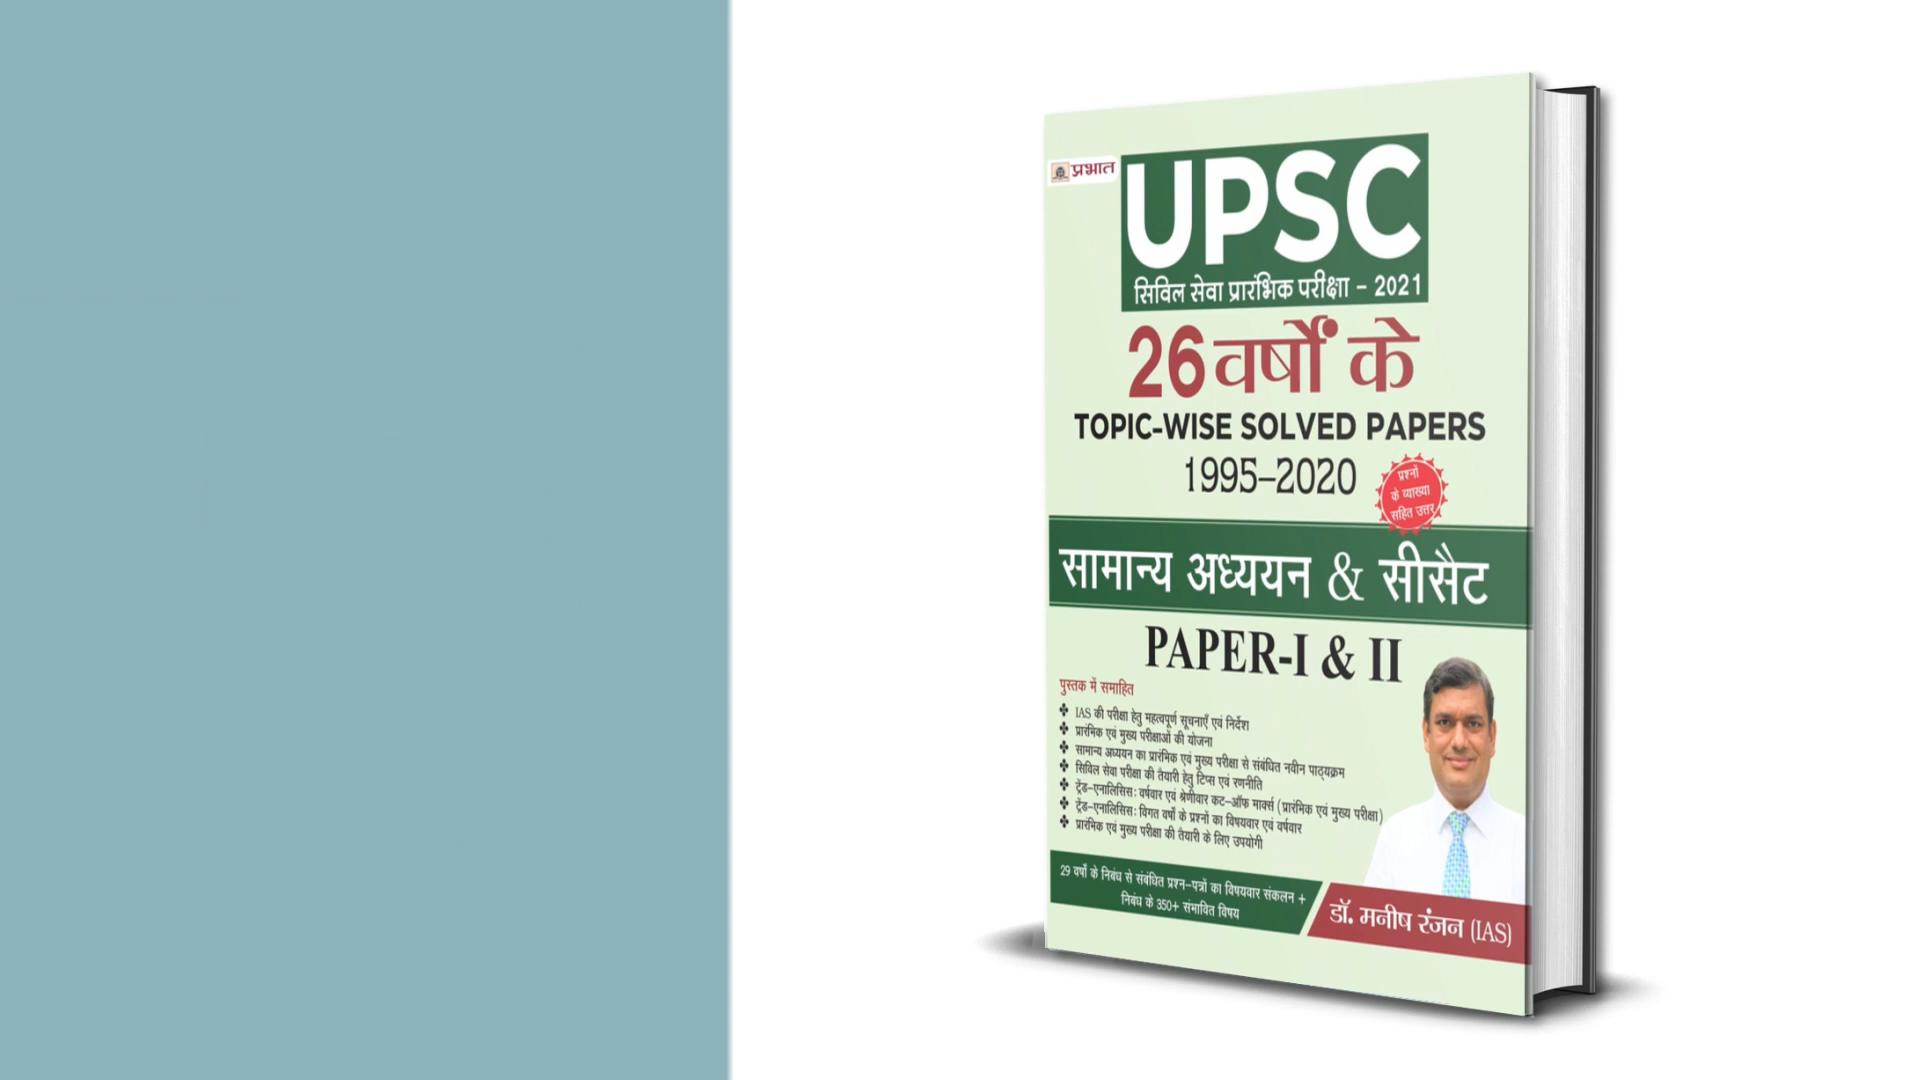 प्रभात
UPSC
सिविल सेवा प्रारंभिक परीक्षा - 2021
26 वर्षों के
TOPIC-WISE SOLVED PAPERS
1995–2020
प्रश्नों
के व्याख्या
सहित उत्तर
सामान्य अध्ययन & सीसैट
PAPER-I & II
पुस्तक में समाहित
IAS की परीक्षा हेतु महत्वपूर्ण सूचनाएँ एवं निर्देश
प्रारंभिक एवं मुख्य परीक्षाओं की योजना
सामान्य अध्ययन का प्रारंभिक एवं मुख्य परीक्षा से संबंधित नवीन पाठ्यक्रम
सिविल सेवा परीक्षा की तैयारी हेतु टिप्स एवं रणनीति
ट्रेंड-एनालिसिस: वर्षवार एवं श्रेणीवार कट-ऑफ मार्क्स (प्रारंभिक एवं मुख्य परीक्षा)
ट्रेंड-एनालिसिस: विगत वर्षों के प्रश्नों का विषयवार एवं वर्षवार
प्रारंभिक एवं मुख्य परीक्षा की तैयारी के लिए उपयोगी
29 वर्षों के निबंध से संबंधित प्रश्न-पत्रों का विषयवार संकलन +
निबंध के 350+ संभावित विषय
डॉ. मनीष रंजन (IAS)